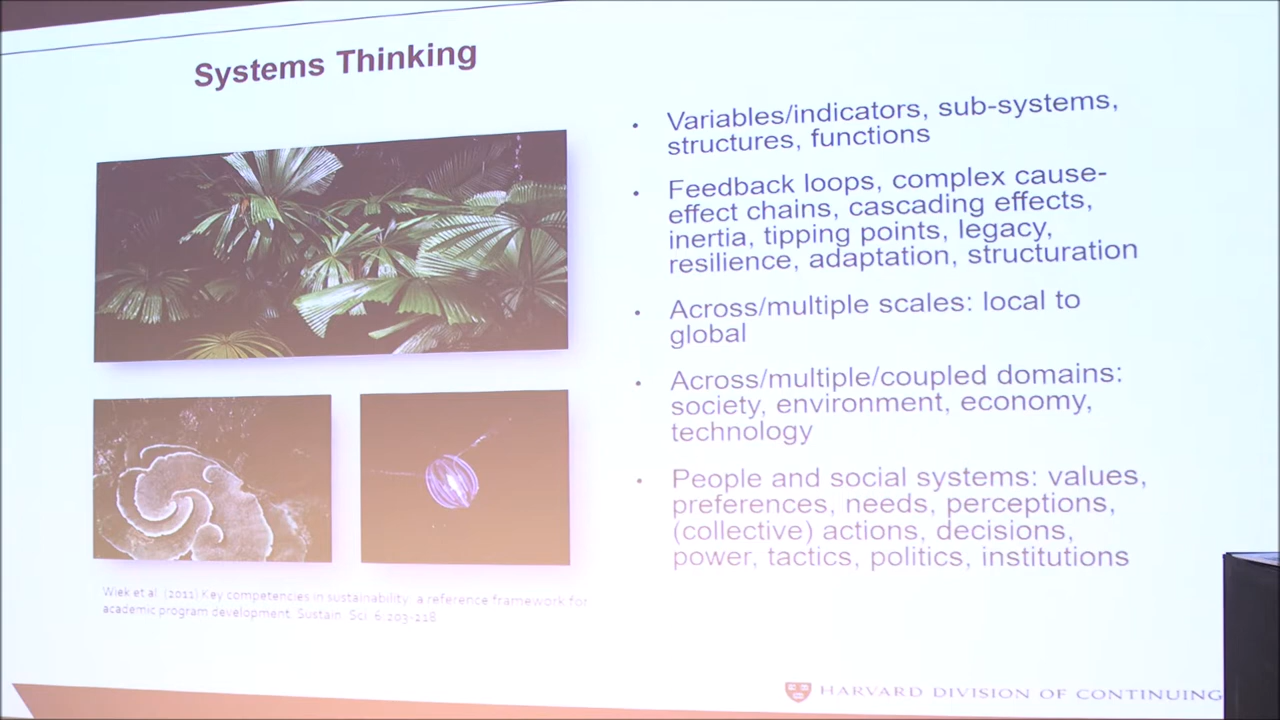 Systems Thinking
• Variables/indicators, sub-systems,
structures, functions
• Feedback loops, complex cause-
effect chains, cascading effects,
inertia, tipping points, legacy,
resilience, adaptation, structuration
• Across/multiple scales: local to
global
• Across/multiple/coupled domains:
society, environment, economy,
technology
• People and social systems: values,
preferences, needs, perceptions,
(collective) actions, decisions,
power, tactics, politics, institutions
Wiek et al. (2011) Key competencies in sustainability: a reference framework for
academic program development. Sustain. Sci. 6:203-218
HARVARD DIVISION OF CONTINUING